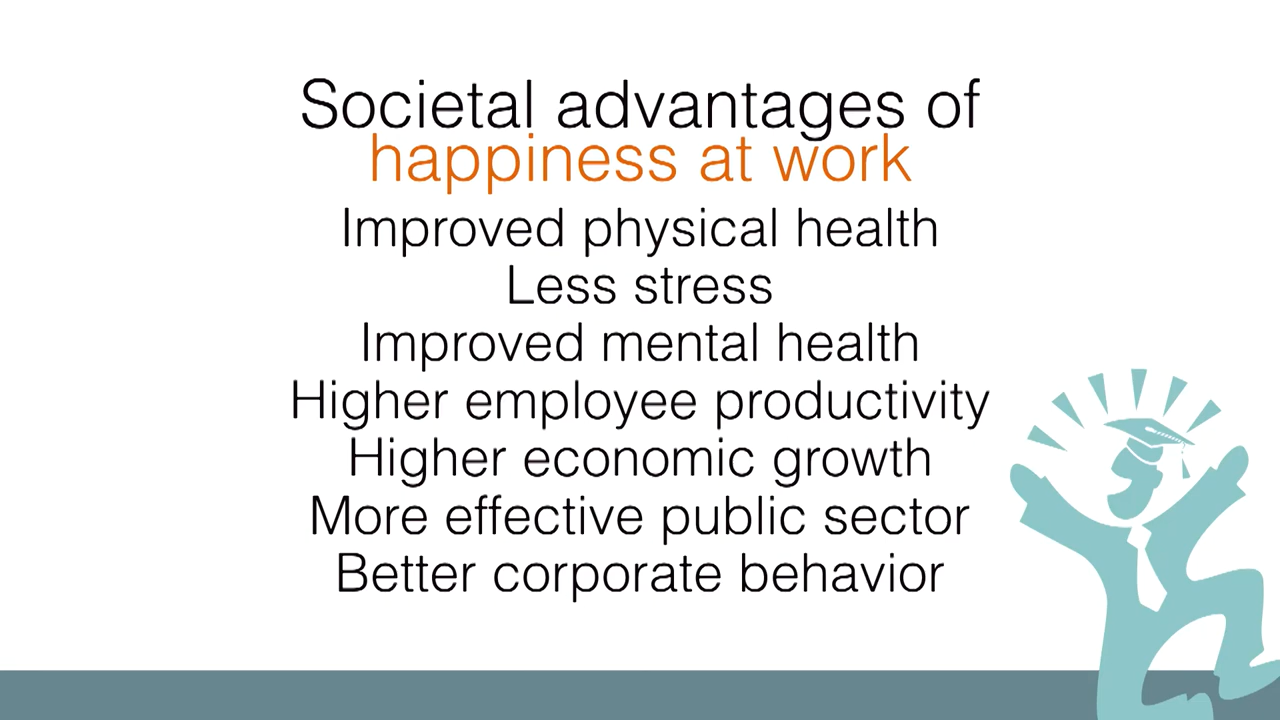 Societal advantages of
happiness at work
Improved physical health
Less stress
Improved mental health
Higher employee productivity
Higher economic growth
More effective public sector
Better corporate behavior